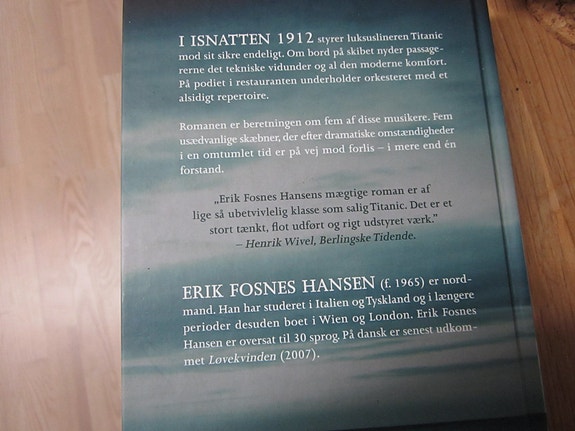 I ISNATTEN 1912 styrer luksuslineren Titanic
mod sit sikre endeligt. Om bord på skibet nyder passage-
rerne det tekniske vidunder og al den moderne komfort.
På podiet i restauranten underholder orkesteret med et
alsidigt repertoire.
Romanen er beretningen om fem af disse musikere. Fem
usædvanlige skæbner, der efter dramatiske omstændigheder
i en omtumlet tid er på vej mod forlis – i mere end én
forstand.
„Erik Fosnes Hansens mægtige roman er af
lige så ubetvivlelig klasse som salig Titanic. Det er et
stort tænkt, flot udført og rigt udstyret værk.”
– Henrik Wivel, Berlingske Tidende.
ERIK FOSNES HANSEN (f. 1965) er nord-
mand. Han har studeret i Italien og Tyskland og i længere
perioder desuden boet i Wien og London. Erik Fosnes
Hansen er oversat til 30 sprog. På dansk er senest udkom-
met Løvekvinden (2007).